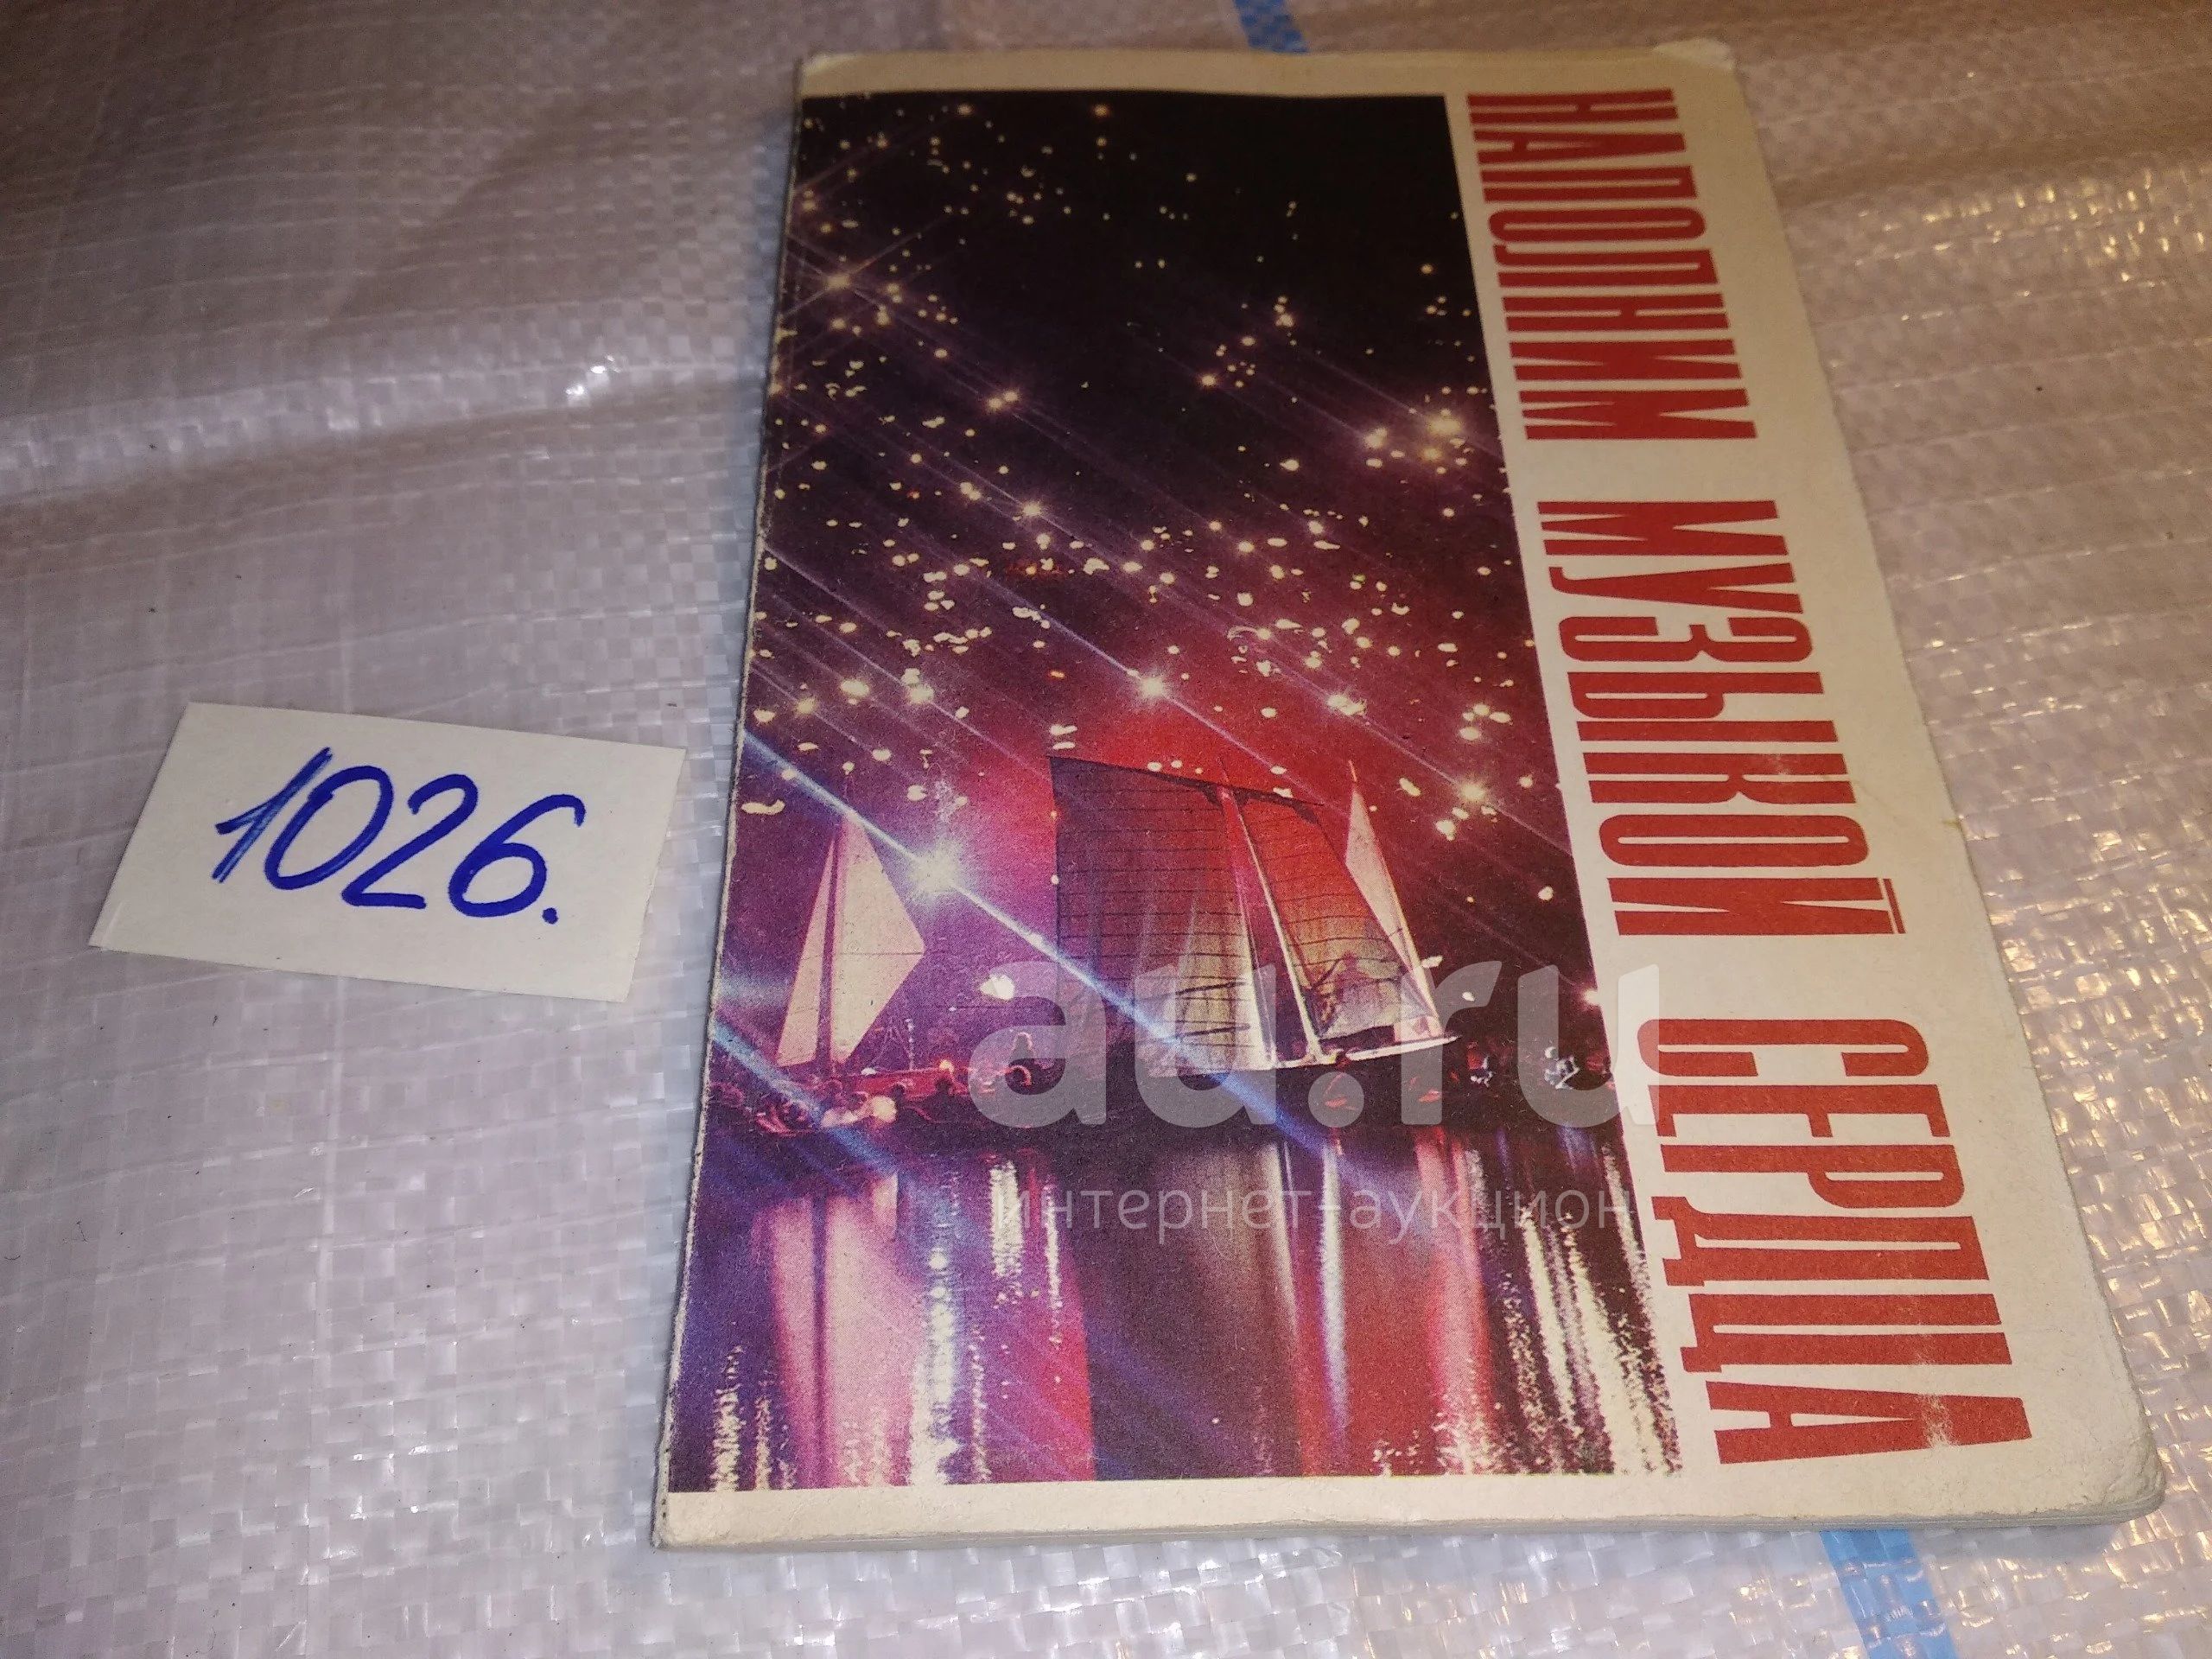 НАПОЛНИМ МУЗЫКОЙ СЕРДЦА
1026.
au.ru
интернет-аукцион